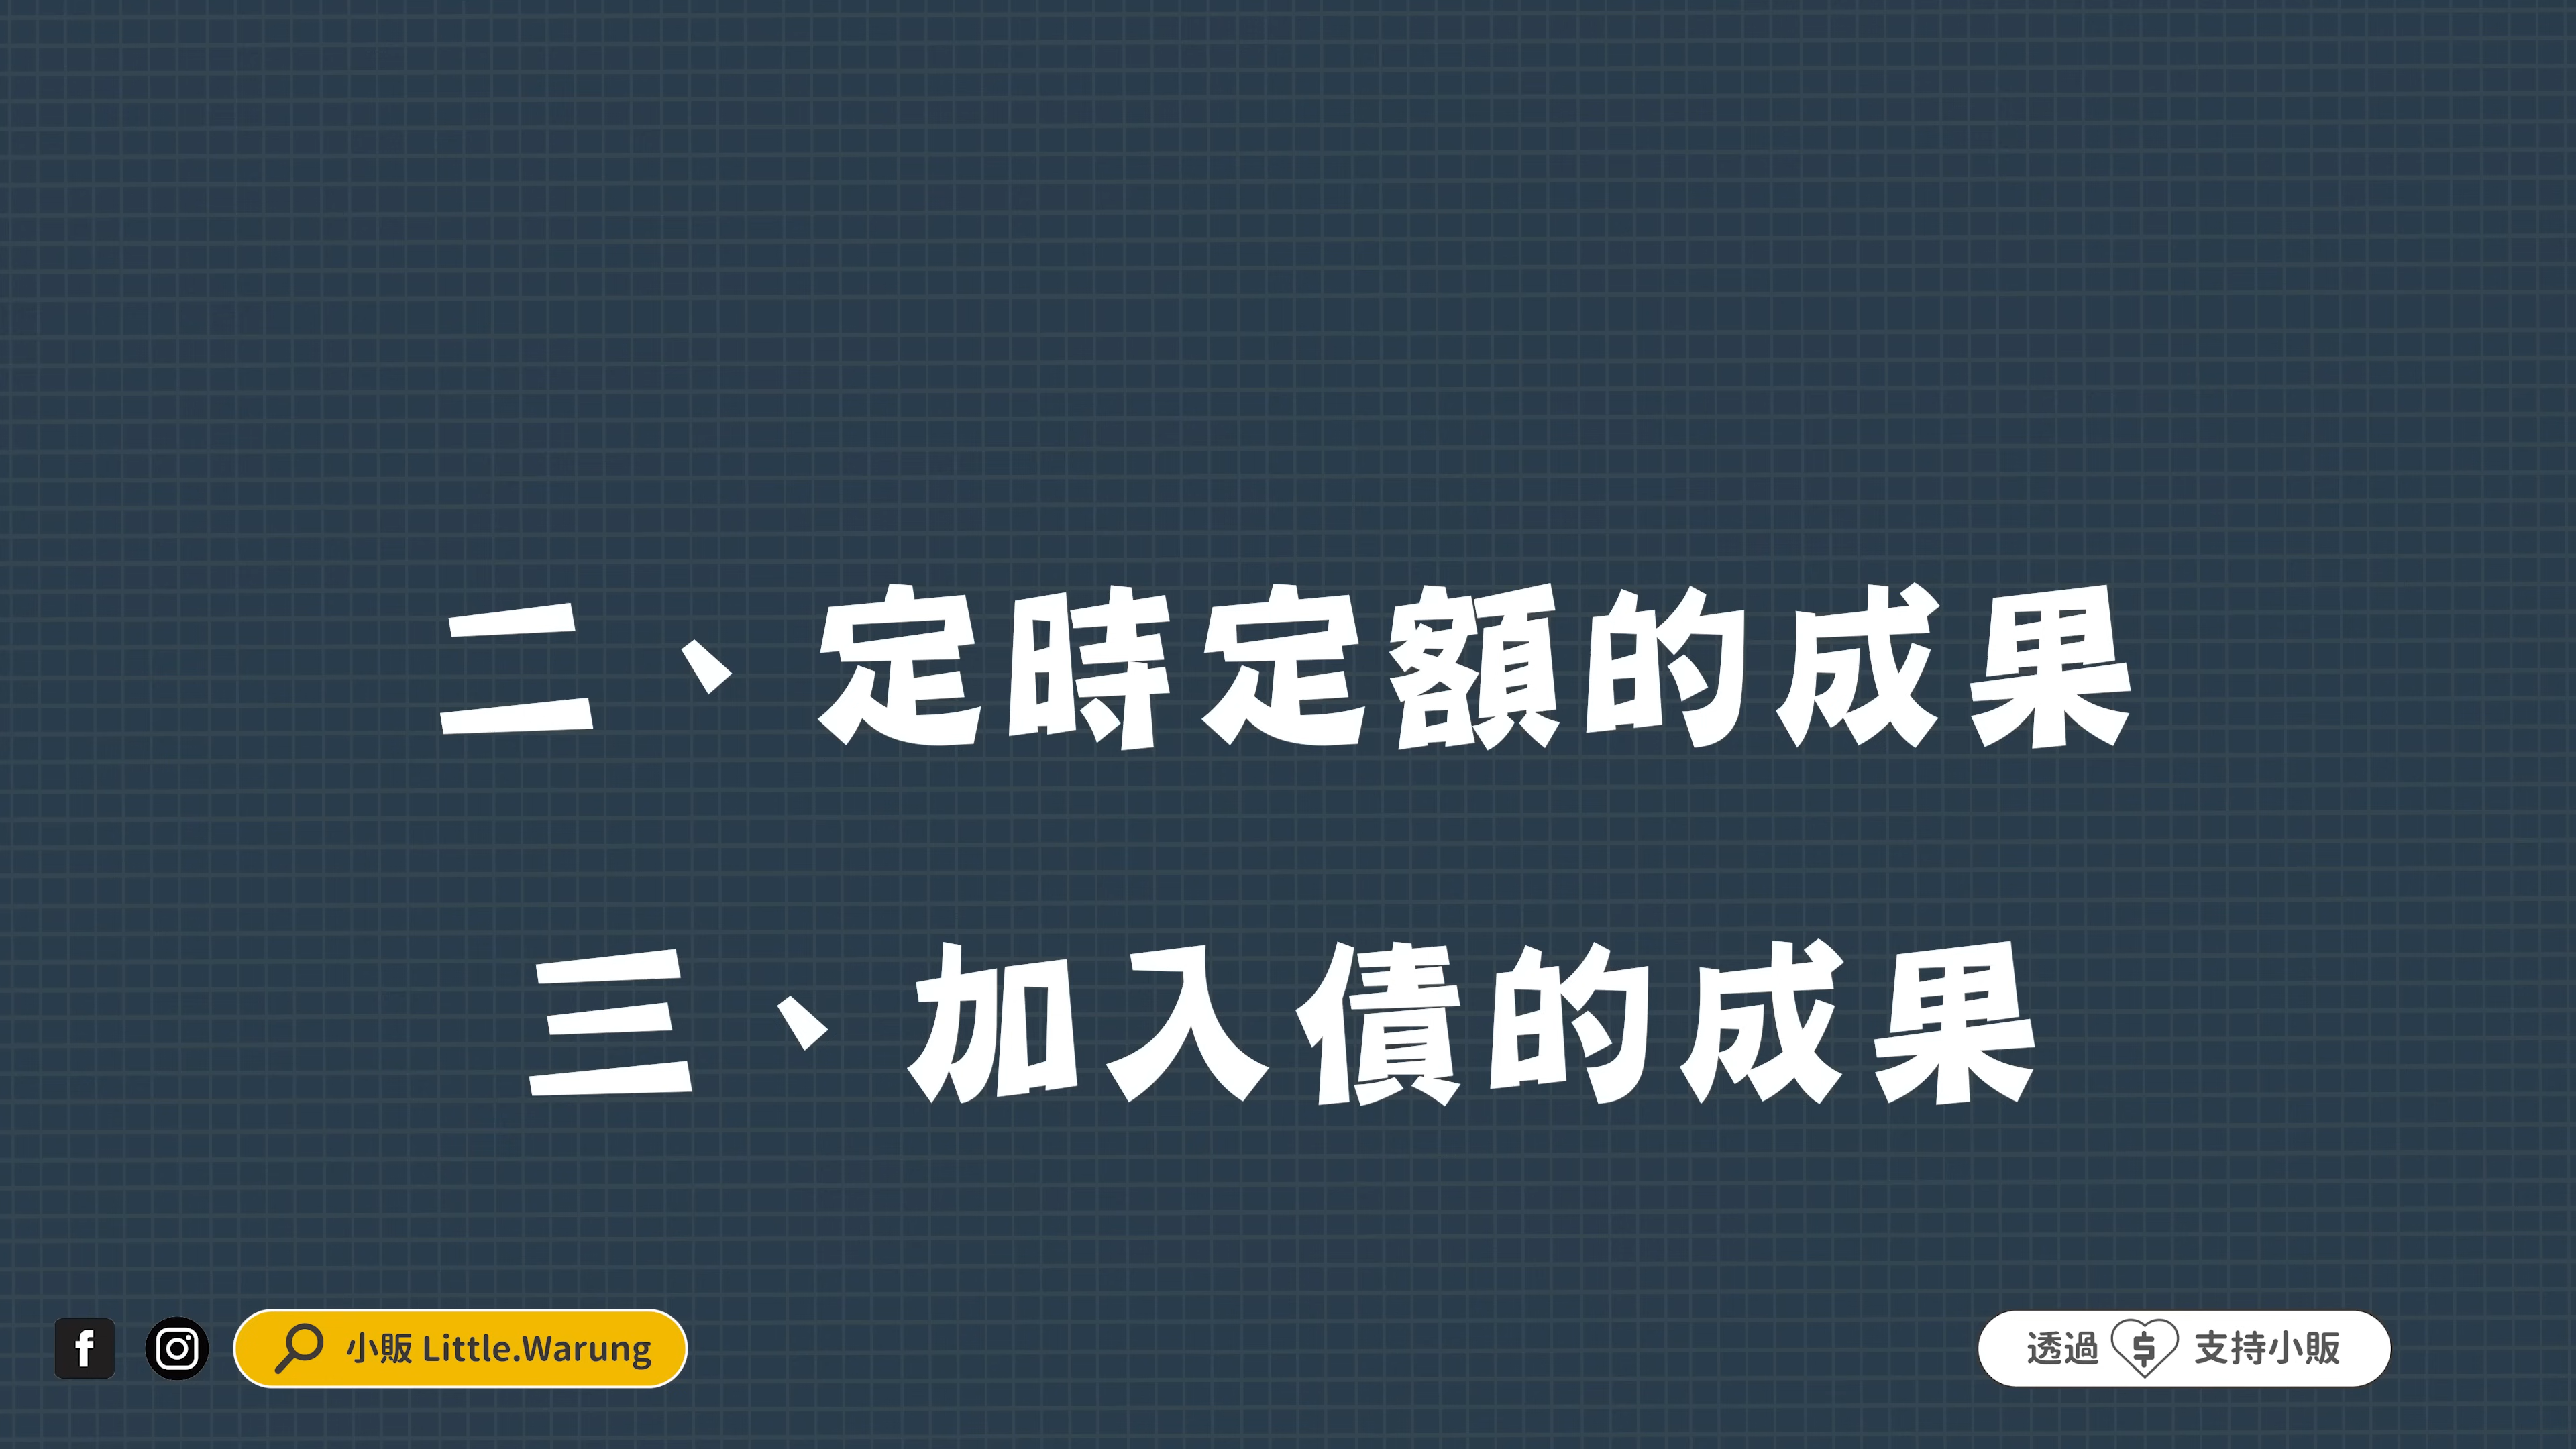 二、定時定額的成果
三、加入債的成果
小販 Little.Warung
透過 $ 支持小販